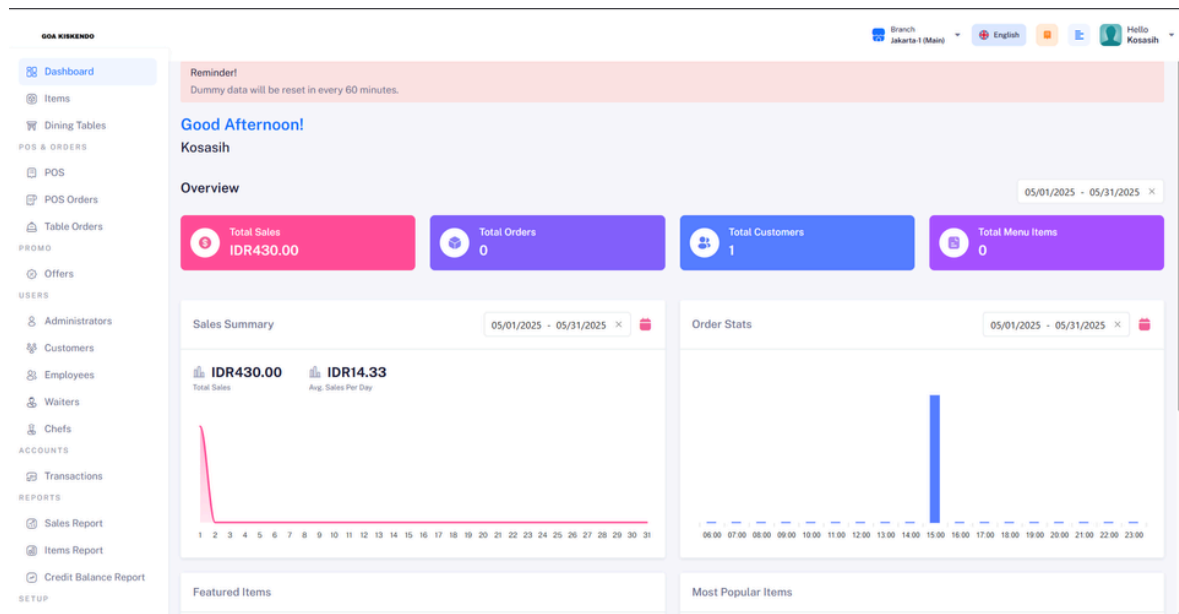 GOA KISKENDO
Branch
Jakarta-1 (Main)
English
Hello
Kosasih
Dashboard
Items
Dining Tables
POS & ORDERS
POS
POS Orders
Table Orders
PROMO
Offers
USERS
Administrators
Customers
Employees
Waiters
Chefs
ACCOUNTS
Transactions
REPORTS
Sales Report
Items Report
Credit Balance Report
SETUP
Reminder!
Dummy data will be reset in every 60 minutes.
Good Afternoon!
Kosasih
Overview
05/01/2025 - 05/31/2025 ×
Total Sales
IDR430.00
Total Orders
0
Total Customers
1
Total Menu Items
0
Sales Summary
05/01/2025 - 05/31/2025 ×
IDR430.00
Total Sales
IDR14.33
Avg. Sales Per Day
1 2 3 4 5 6 7 8 9 10 11 12 13 14 15 16 17 18 19 20 21 22 23 24 25 26 27 28 29 30 31
Order Stats
05/01/2025 - 05/31/2025 ×
06:00 07:00 08:00 09:00 10:00 11:00 12:00 13:00 14:00 15:00 16:00 17:00 18:00 19:00 20:00 21:00 22:00 23:00
Featured Items
Most Popular Items